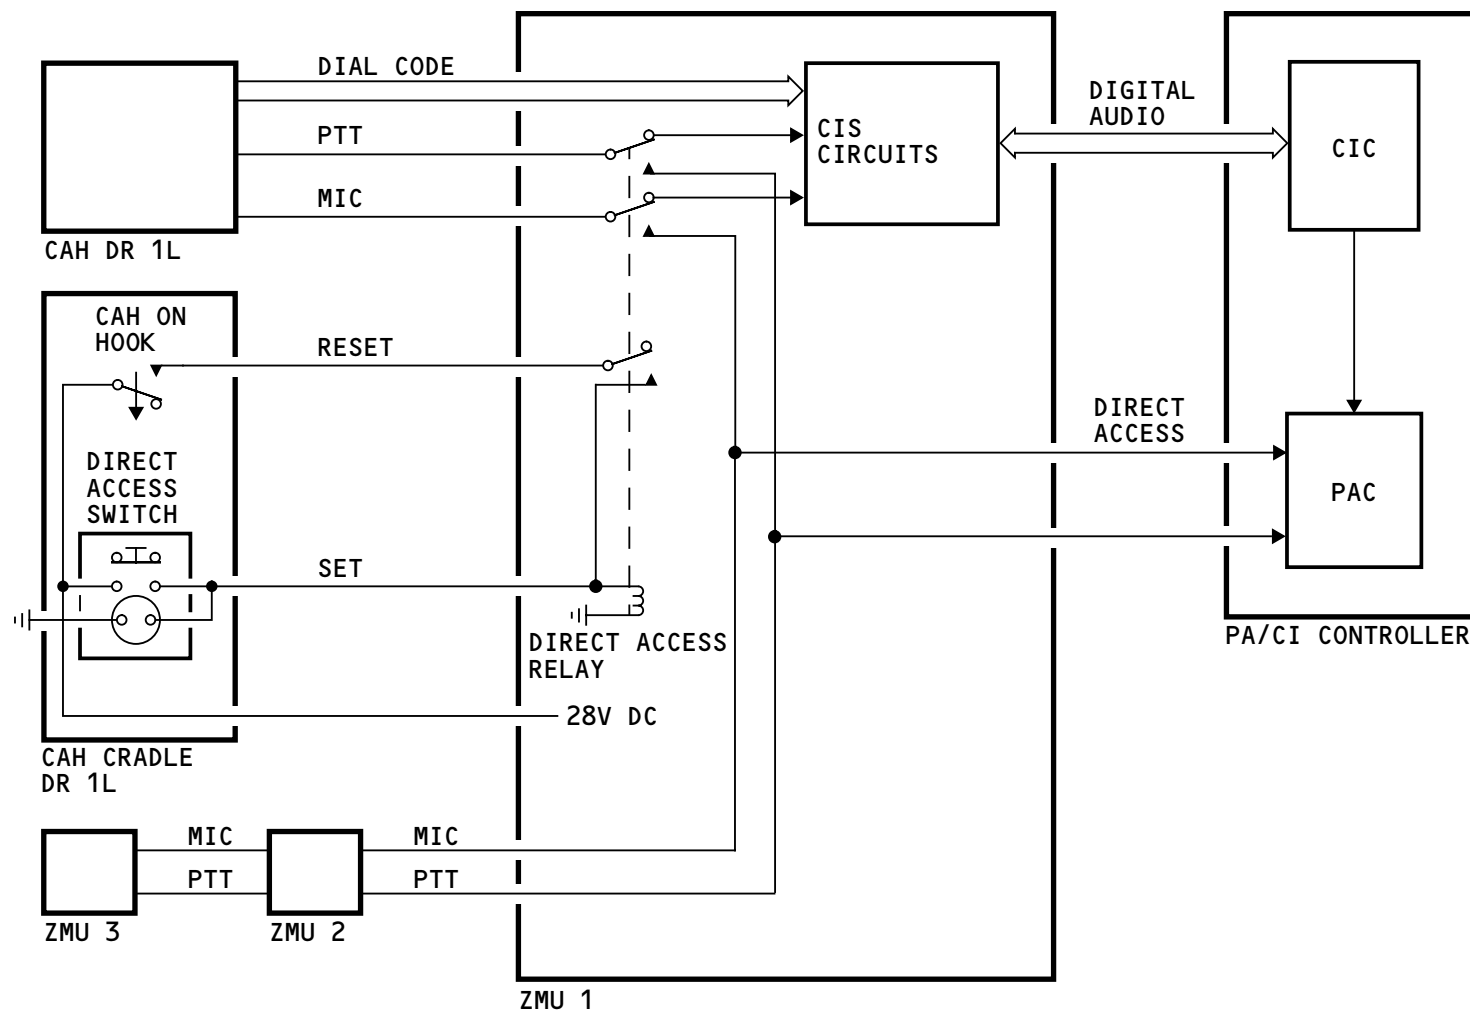 DIAL CODE
PTT
MIC
CAH DR 1L
CIS
CIRCUITS
DIGITAL
AUDIO
CIC
CAH ON
HOOK
RESET
DIRECT
ACCESS
SWITCH
SET
DIRECT ACCESS
RELAY
28V DC
CAH CRADLE
DR 1L
DIRECT
ACCESS
PAC
PA/CI CONTROLLER
MIC
MIC
PTT
PTT
ZMU 3
ZMU 2
ZMU 1